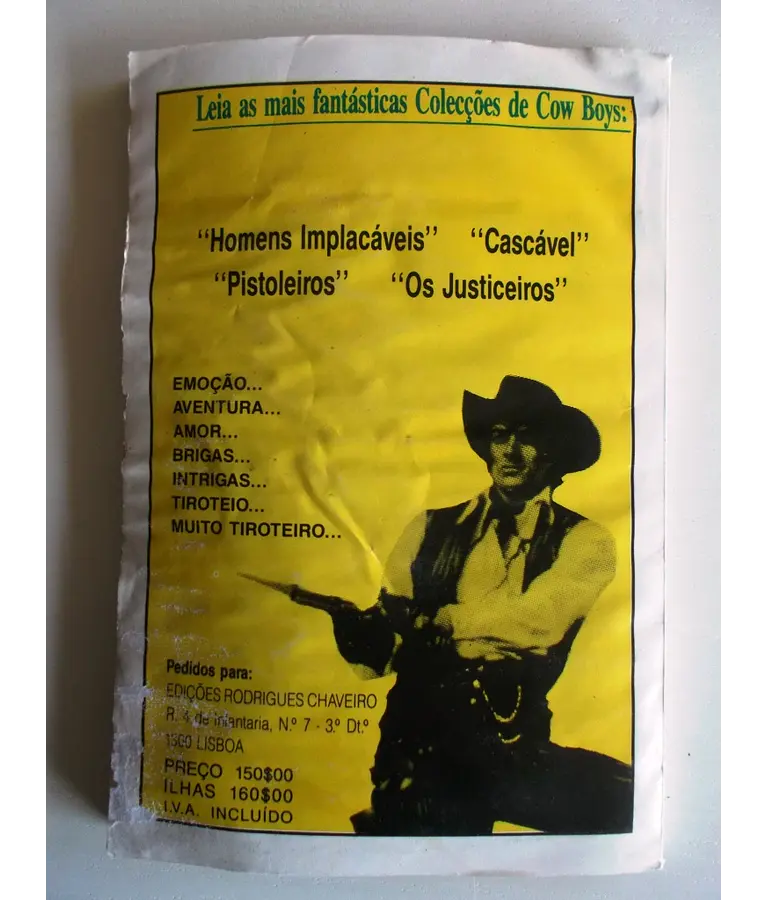 Leia as mais fantásticas Colecções de Cow Boys:
"Homens Implacáveis" "Cascável"
"Pistoleiros" "Os Justiceiros"
EMOÇÃO...
AVENTURA...
AMOR...
BRIGAS...
INTRIGAS...
TIROTEIO...
MUITO TIROTEIRO...
Pedidos para:
EDIÇÕES RODRIGUES CHAVEIRO
R. 4 de Infantaria, N.º 7 - 3.º Dt.º
1300 LISBOA
PREÇO 150$00
ILHAS 160$00
I.V.A. INCLUÍDO